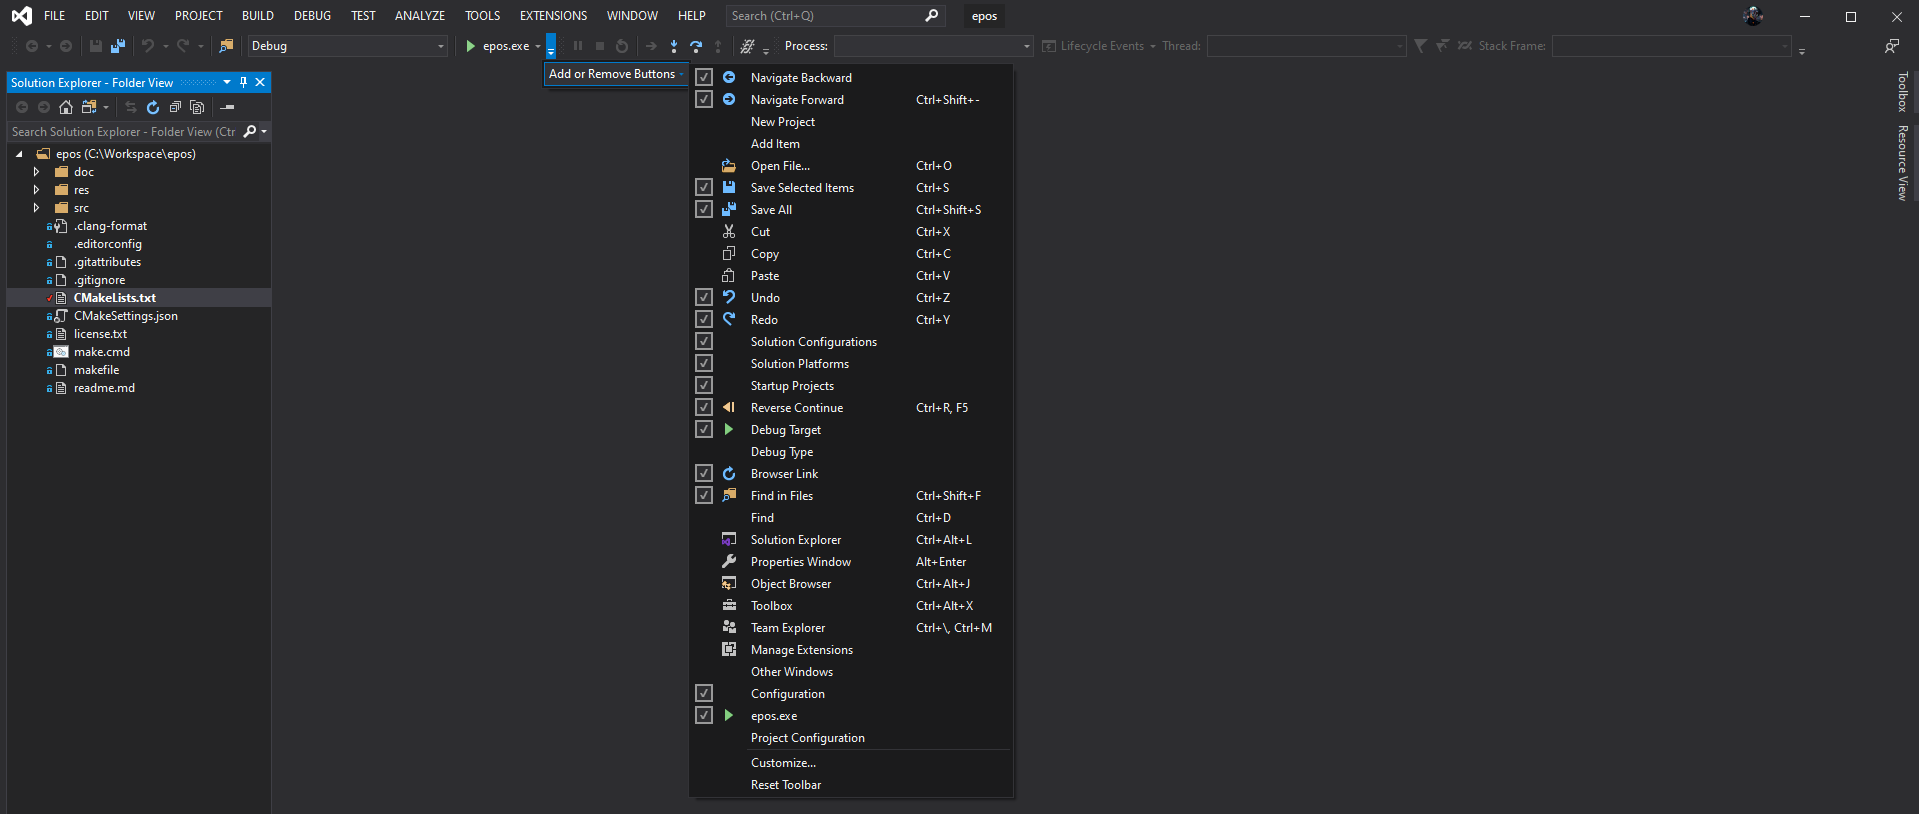 FILE EDIT VIEW PROJECT BUILD DEBUG TEST ANALYZE TOOLS EXTENSIONS WINDOW HELP Search (Ctrl+Q) epos
Debug epos.exe Process: Lifecycle Events Thread: Stack Frame:
Add or Remove Buttons
Solution Explorer - Folder View
Search Solution Explorer - Folder View (Ctr
epos (C:\Workspace\epos)
doc
res
src
.clang-format
.editorconfig
.gitattributes
.gitignore
CMakeLists.txt
CMakeSettings.json
license.txt
make.cmd
makefile
readme.md
Navigate Backward
Navigate Forward Ctrl+Shift+-
New Project
Add Item
Open File... Ctrl+O
Save Selected Items Ctrl+S
Save All Ctrl+Shift+S
Cut Ctrl+X
Copy Ctrl+C
Paste Ctrl+V
Undo Ctrl+Z
Redo Ctrl+Y
Solution Configurations
Solution Platforms
Startup Projects
Reverse Continue Ctrl+R, F5
Debug Target
Debug Type
Browser Link
Find in Files Ctrl+Shift+F
Find Ctrl+D
Solution Explorer Ctrl+Alt+L
Properties Window Alt+Enter
Object Browser Ctrl+Alt+J
Toolbox Ctrl+Alt+X
Team Explorer Ctrl+\, Ctrl+M
Manage Extensions
Other Windows
Configuration
epos.exe
Project Configuration
Customize...
Reset Toolbar
Toolbox
Resource View